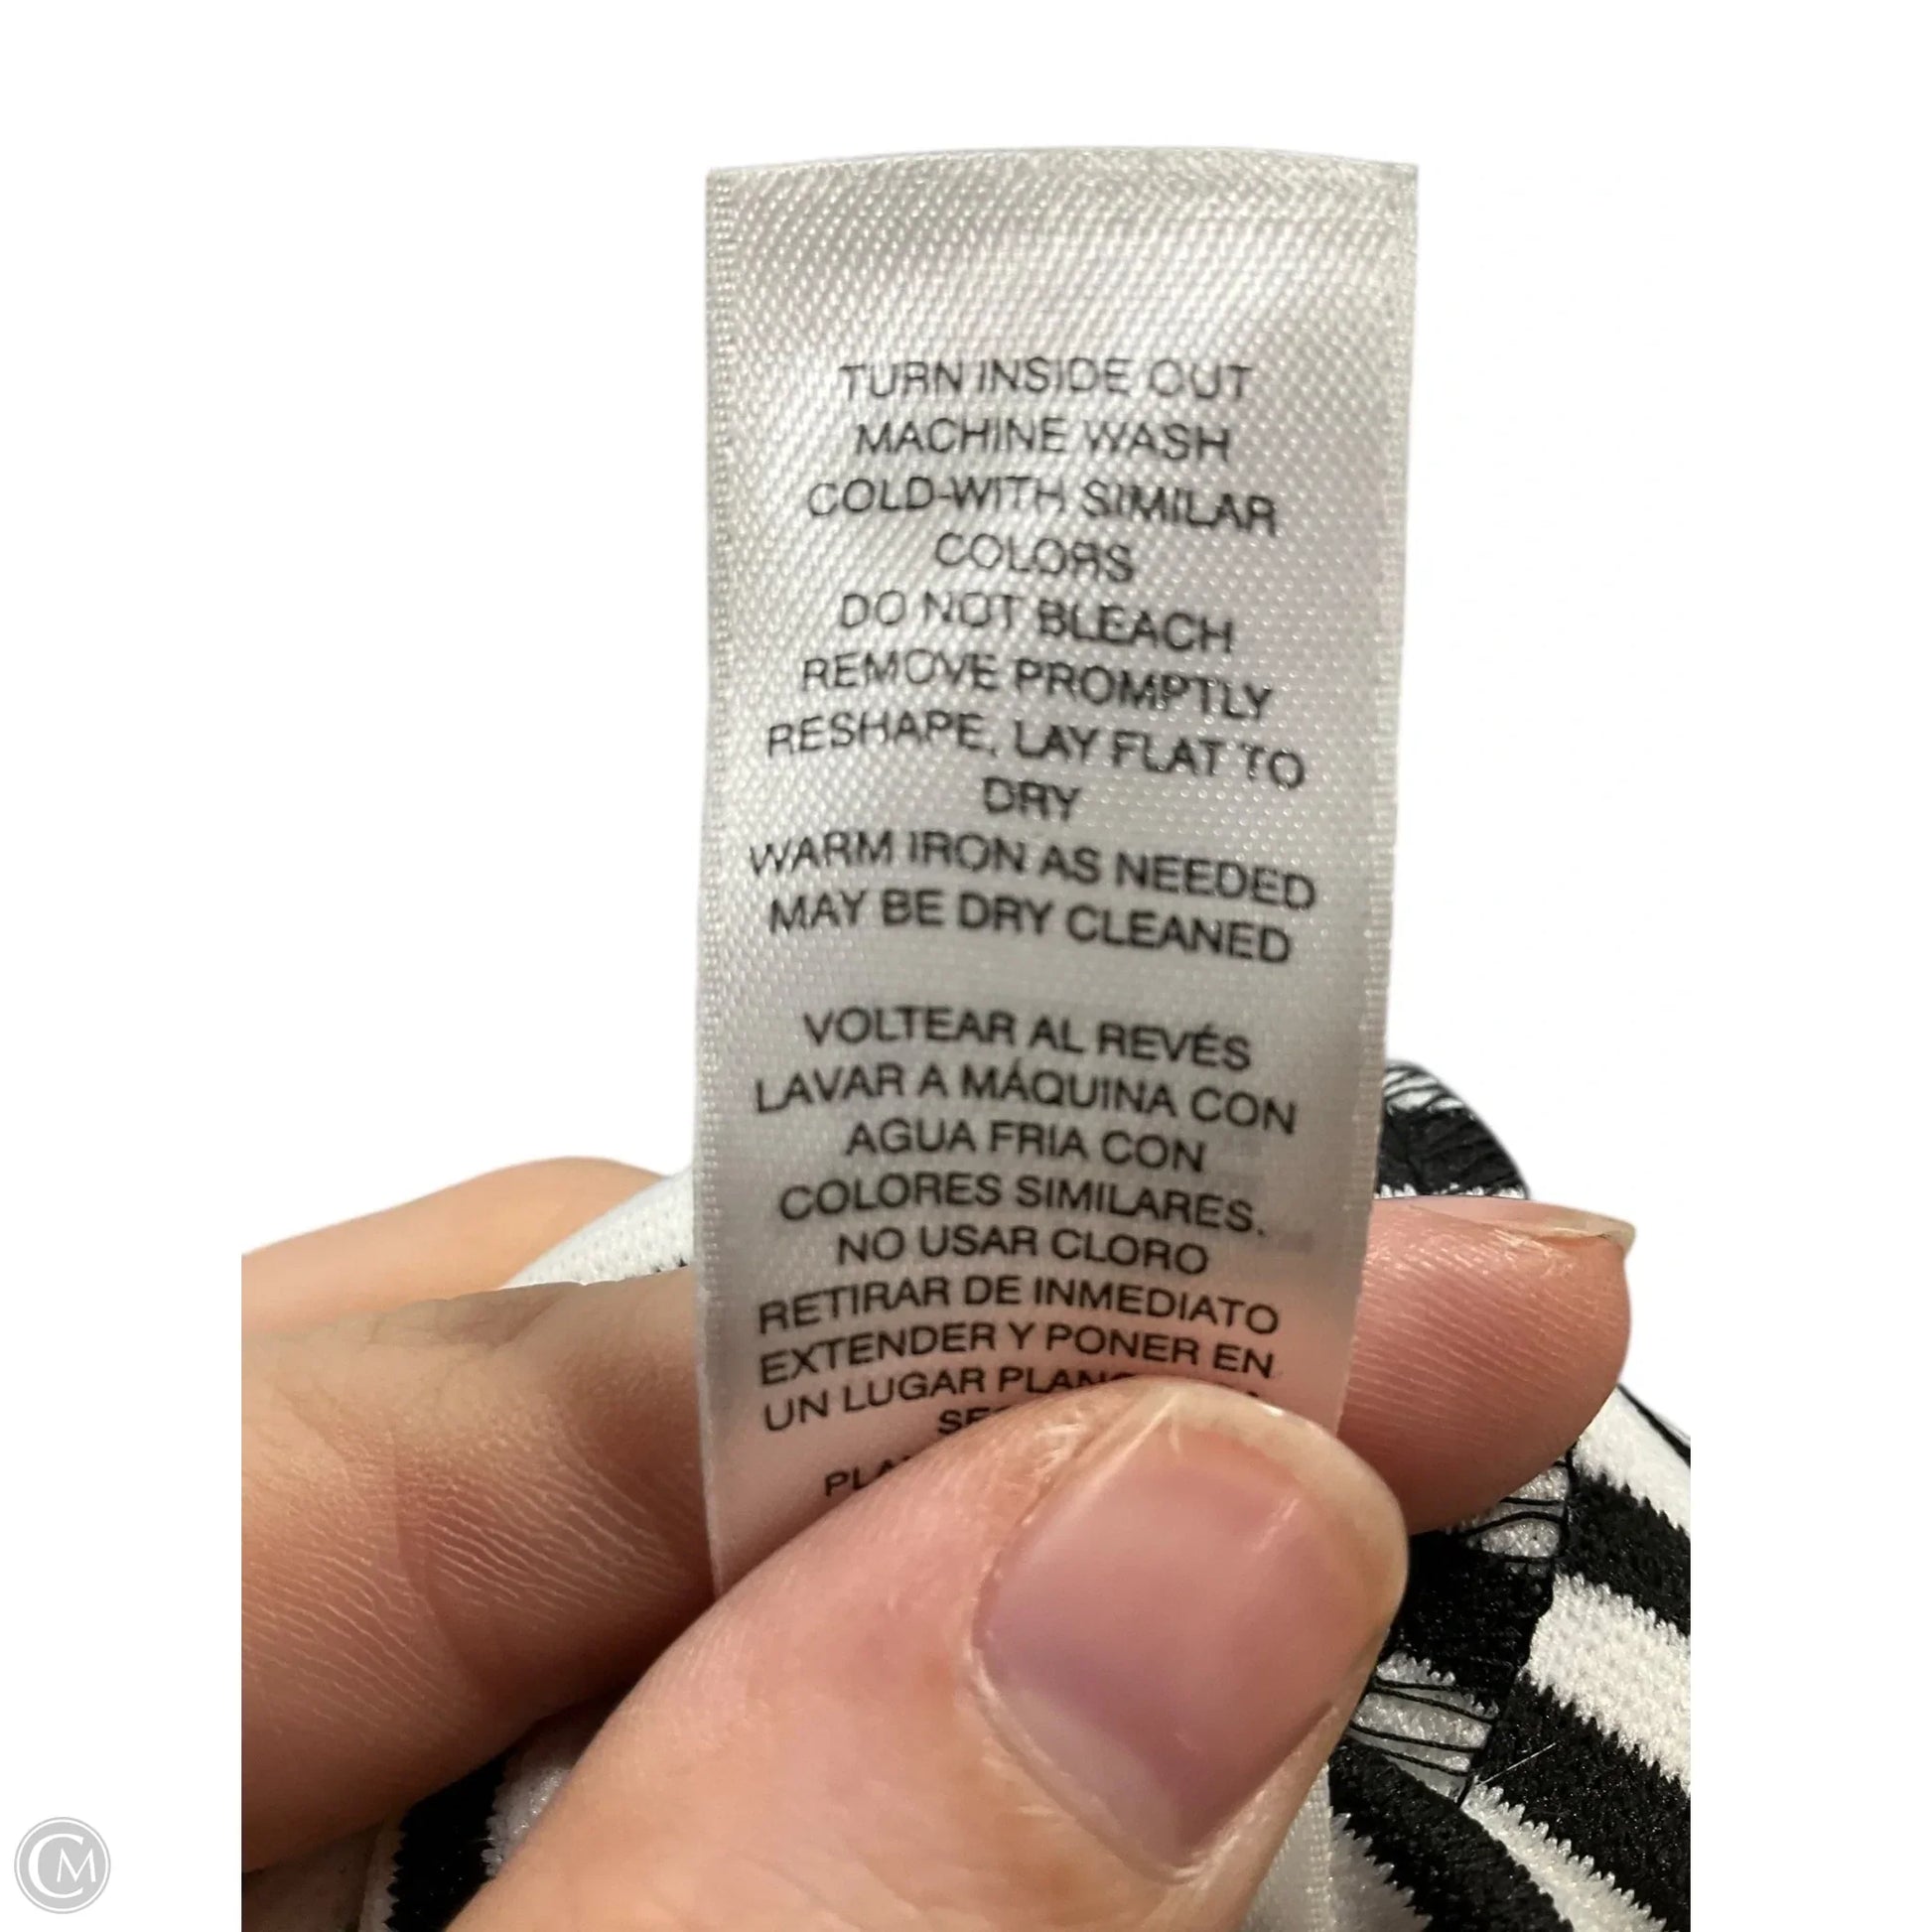 TURN INSIDE OUT
MACHINE WASH
COLD-WITH SIMILAR
COLORS
DO NOT BLEACH
REMOVE PROMPTLY
RESHAPE, LAY FLAT TO
DRY
WARM IRON AS NEEDED
MAY BE DRY CLEANED
VOLTEAR AL REVÉS
LAVAR A MÁQUINA CON
AGUA FRIA CON
COLORES SIMILARES.
NO USAR CLORO
RETIRAR DE INMEDIATO
EXTENDER Y PONER EN
UN LUGAR
CM